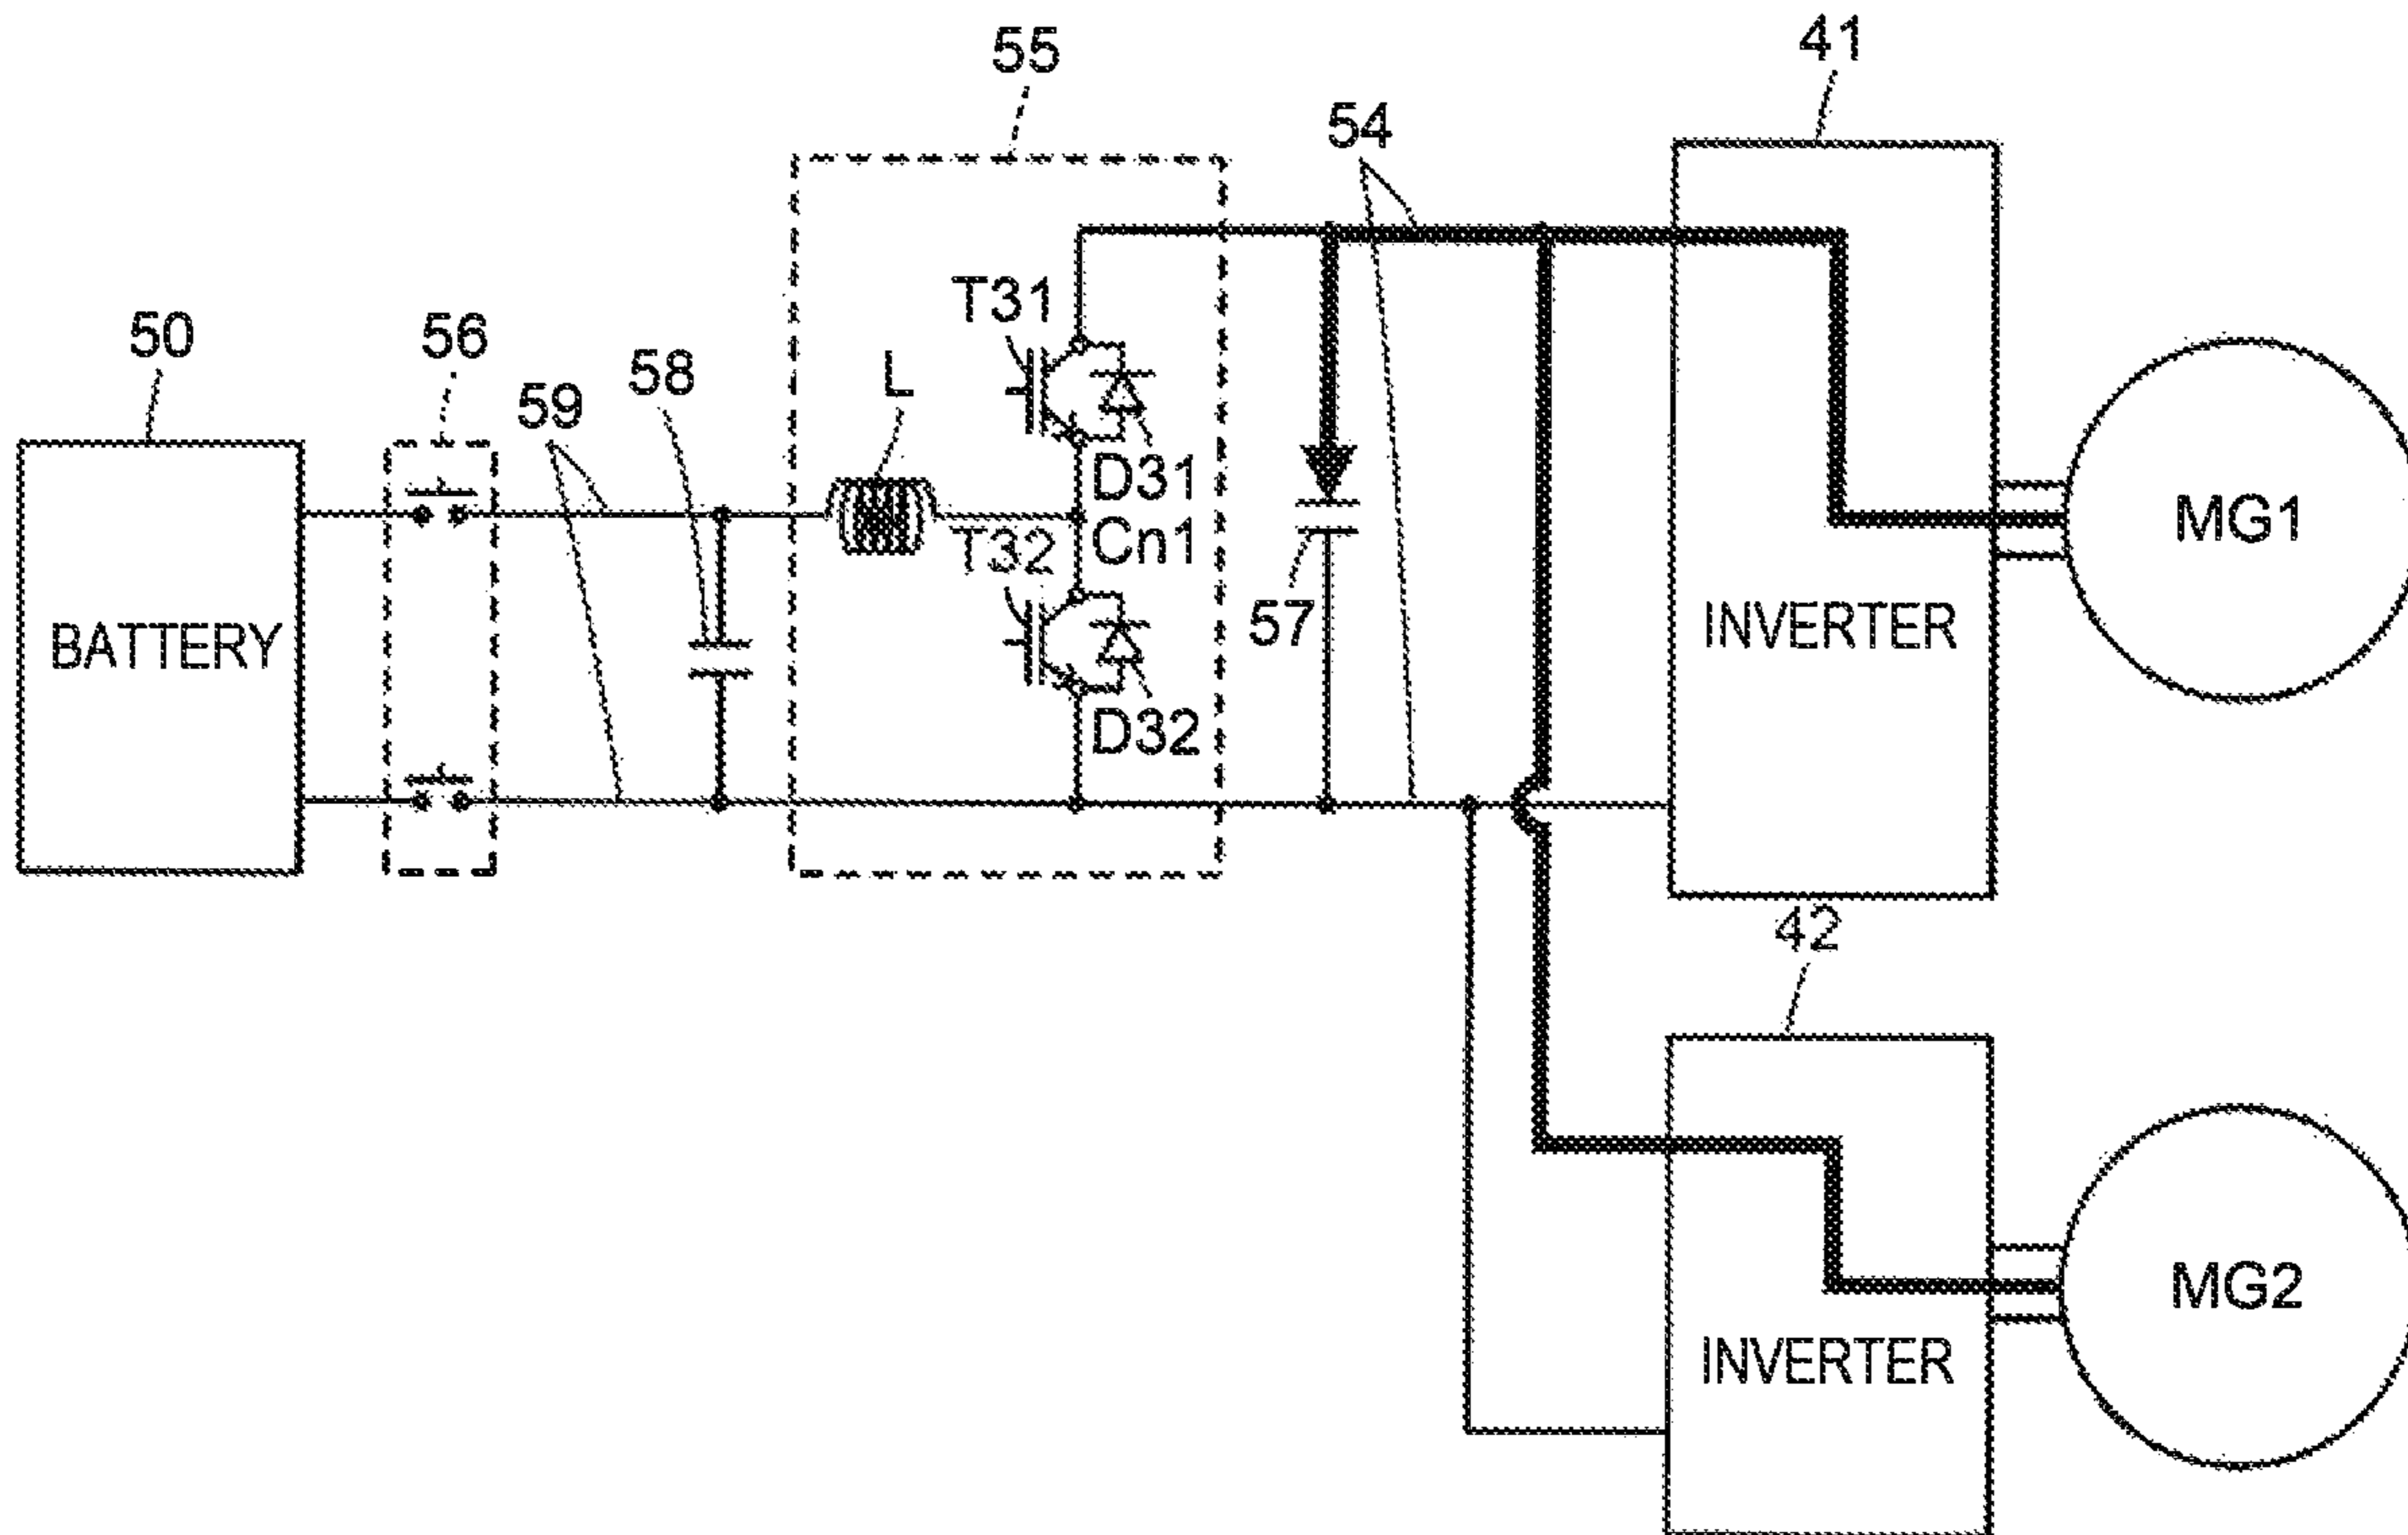 55
41
54
50
56
59
58
L
T31
D31
Cn1
T32
D32
57
BATTERY
INVERTER
MG1
42
INVERTER
MG2